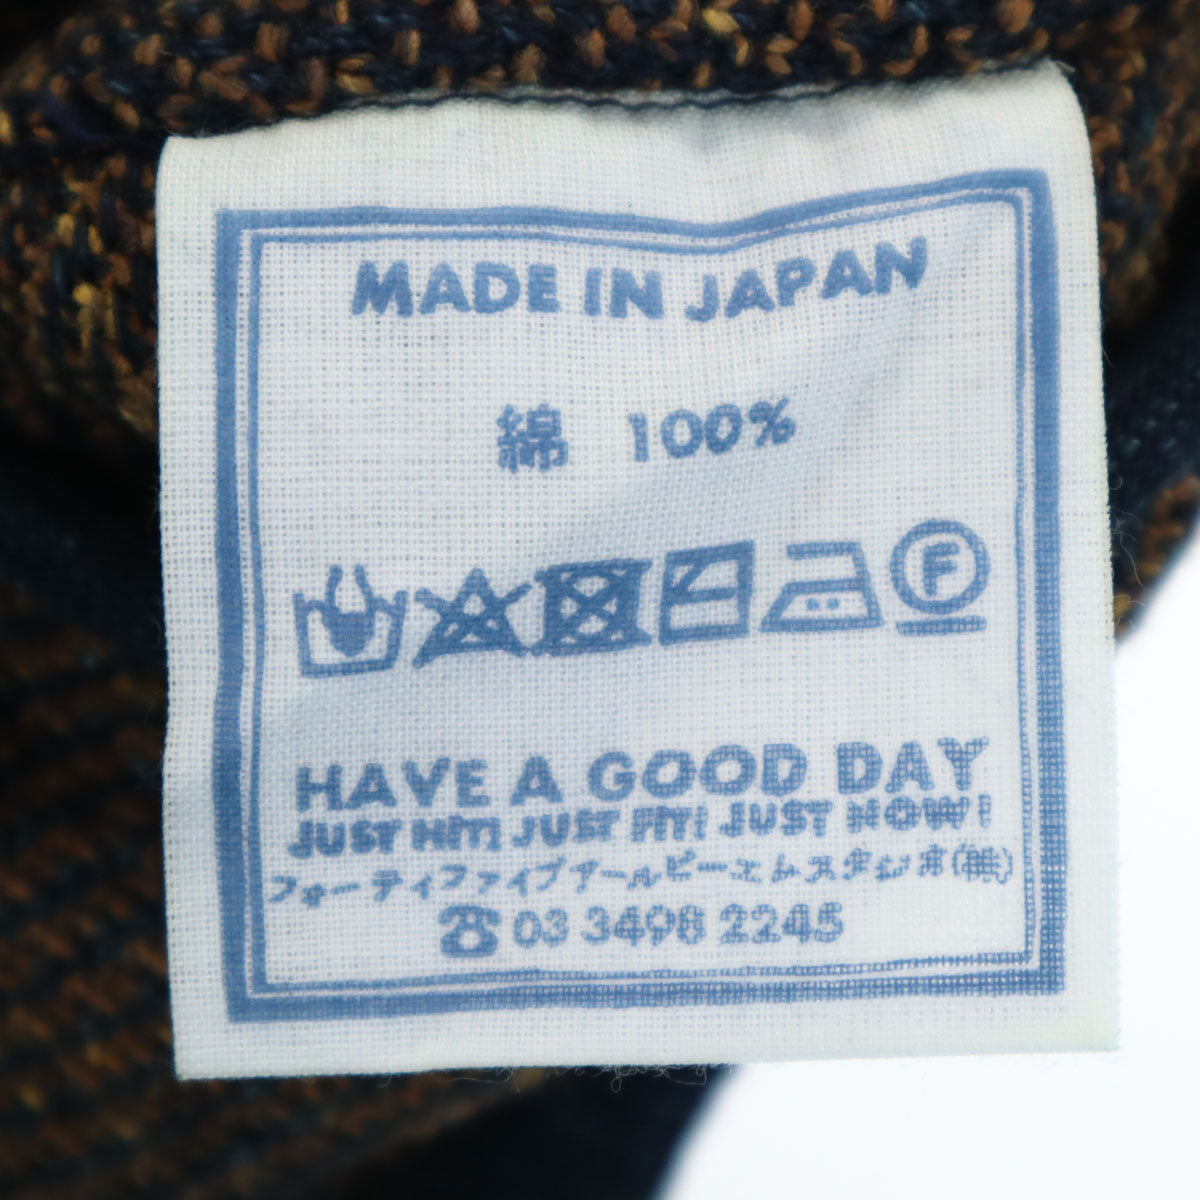 MADE IN JAPAN
綿 100%
F
HAVE A GOOD DAY
JUST HIT! JUST FIT! JUST NOW!
フォーティファイブアールピーエムスタジオ(株)
☎ 03 3498 2245